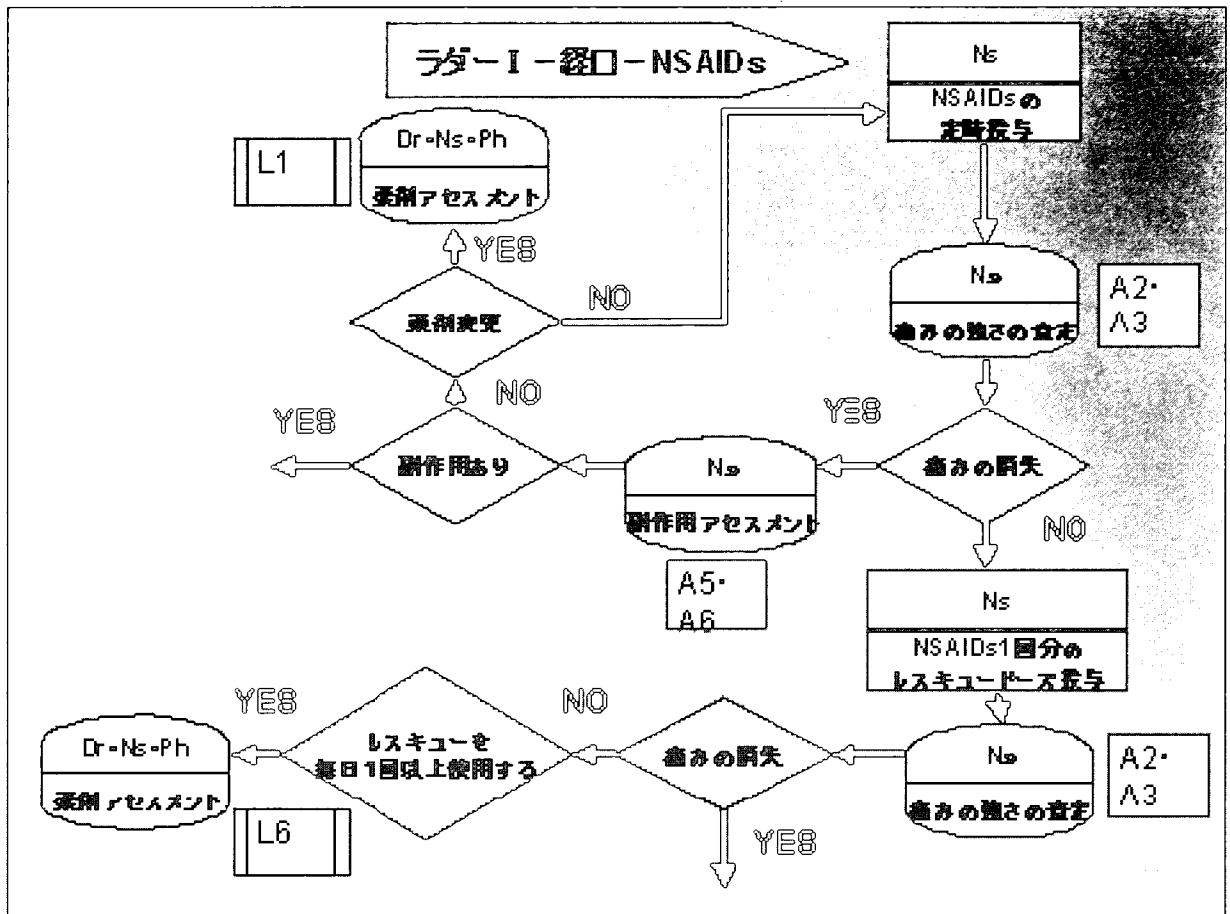 ラダーⅠ－経口－NSAIDs
Ns
NSAIDsの
定時投与
Dr・Ns・Ph
薬剤アセスメント
L1
YES
薬剤変更
NO
Ns
痛みの強さの査定
A2・
A3
NO
YES
副作用あり
YES
Ns
副作用アセスメント
痛みの消失
A5・
A6
NO
Ns
NSAIDs1回分の
レスキュードーズ投与
YES
NO
Dr・Ns・Ph
薬剤アセスメント
レスキューを
毎日1回以上使用する
痛みの消失
Ns
痛みの強さの査定
A2・
A3
L6
YES